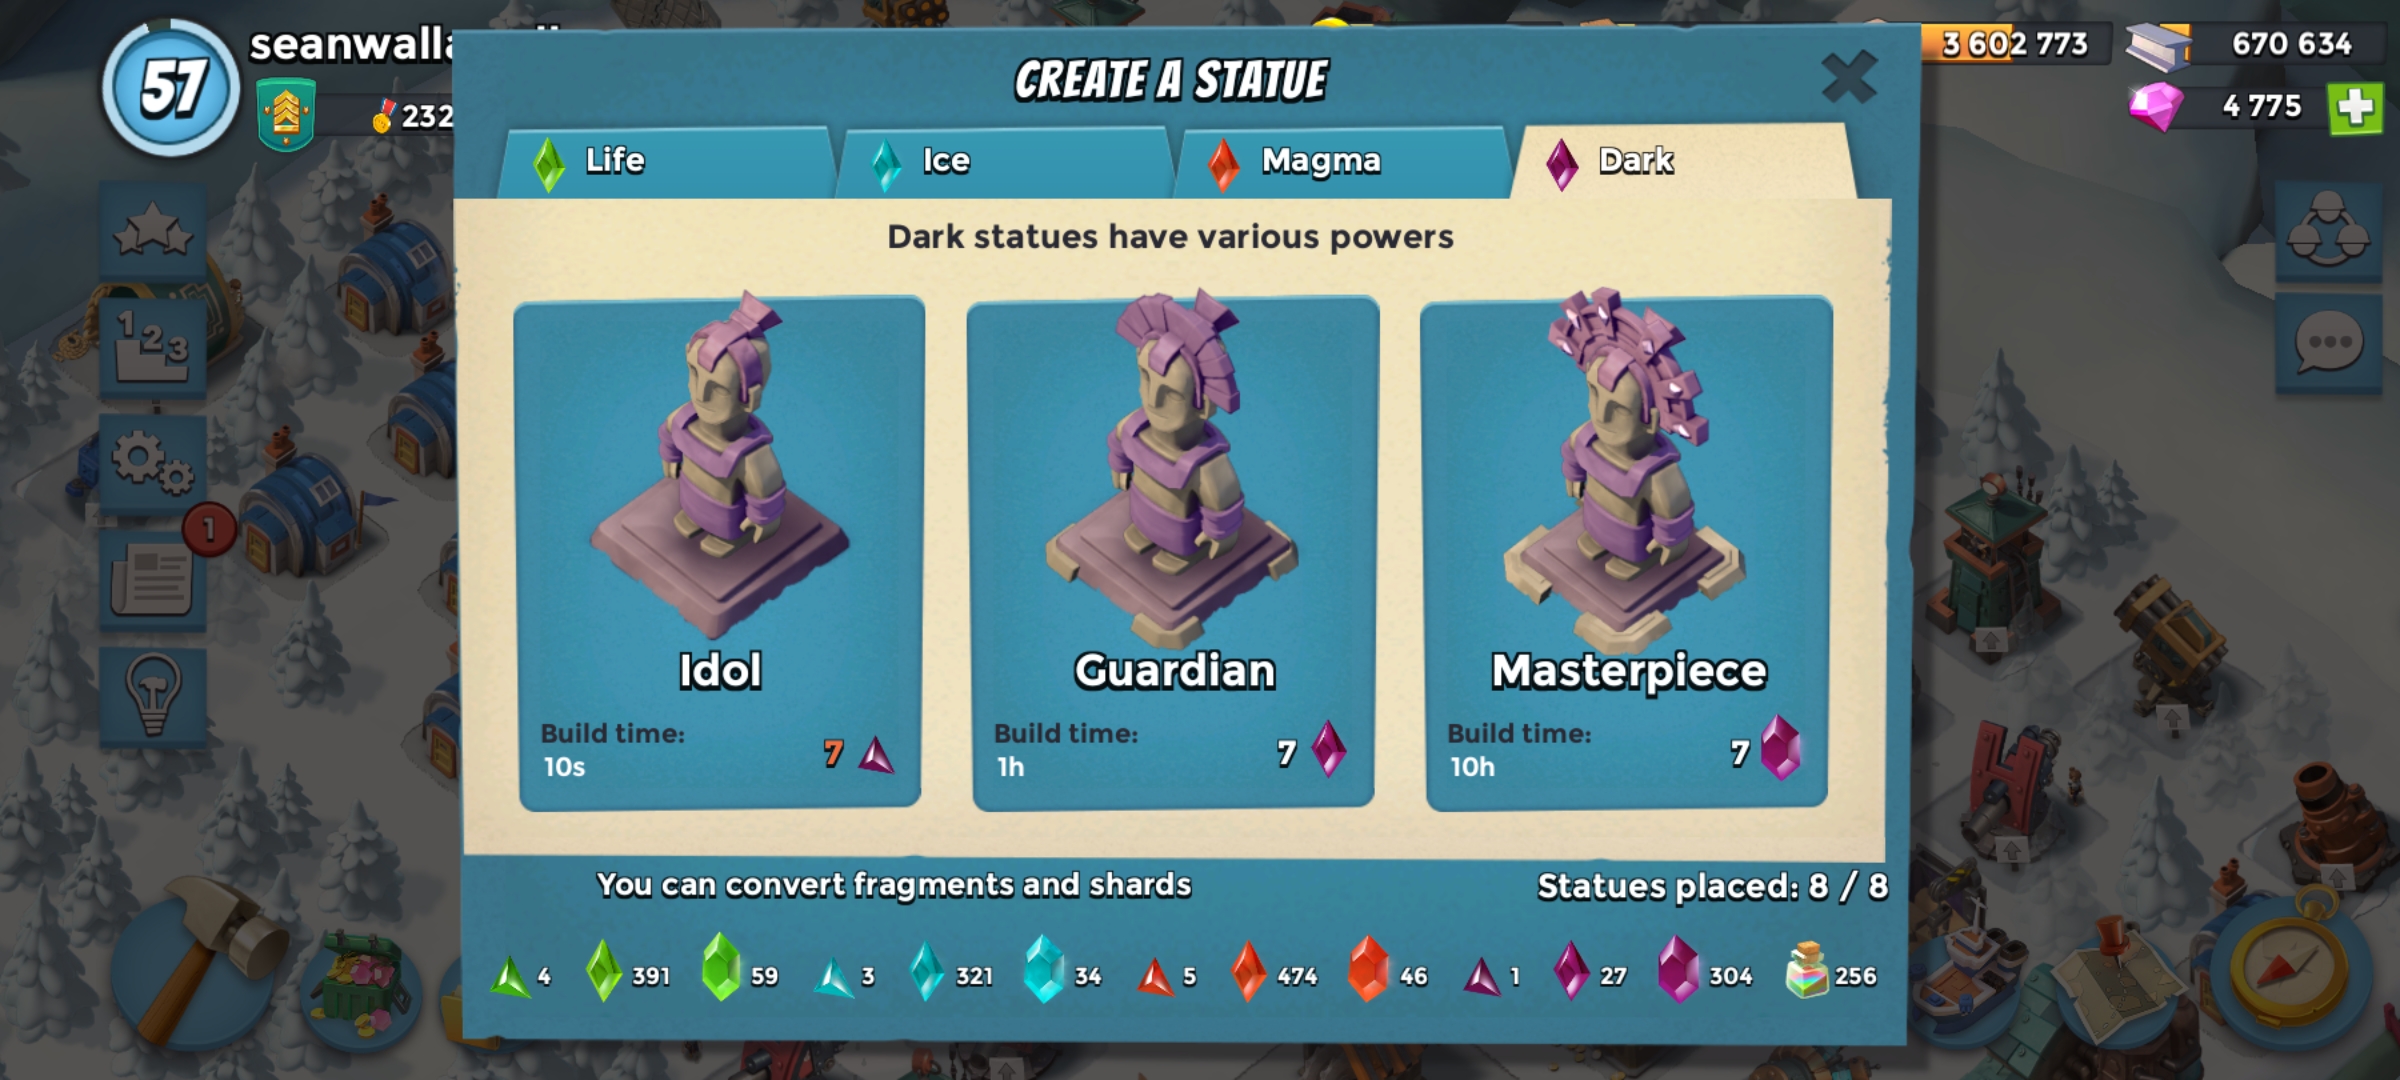 57
232
3 602 773
670 634
4 775
CREATE A STATUE
Life
Ice
Magma
Dark
Dark statues have various powers
1 2 3
1
Idol
Build time:
10s
7
Guardian
Build time:
1h
7
Masterpiece
Build time:
10h
7
You can convert fragments and shards
Statues placed: 8 / 8
4 391 59 3 321 34 5 474 46 1 27 304 256